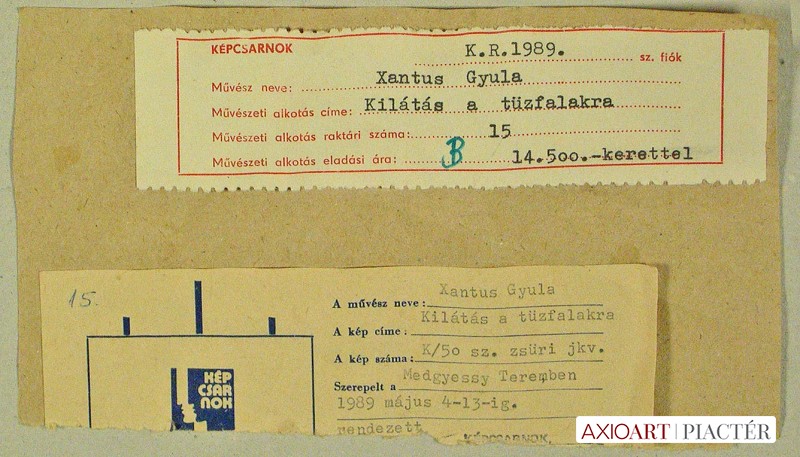 KÉPCSARNOK K.R.1989. sz. fiók
Művész neve: Xantus Gyula
Művészeti alkotás címe: Kilátás a tüzfalakra
Művészeti alkotás raktári száma: 15
Művészeti alkotás eladási ára: B 14.500.-kerettel
15.
A művész neve: Xantus Gyula
A kép címe: Kilátás a tüzfalakra
A kép száma: K/50 sz. zsüri jkv.
Szerepelt a Medgyessy Teremben
1989 május 4-13-ig.
rendezett KÉPCSARNOK,
KÉP
CSAR
NOK
AXIOART | PIACTÉR